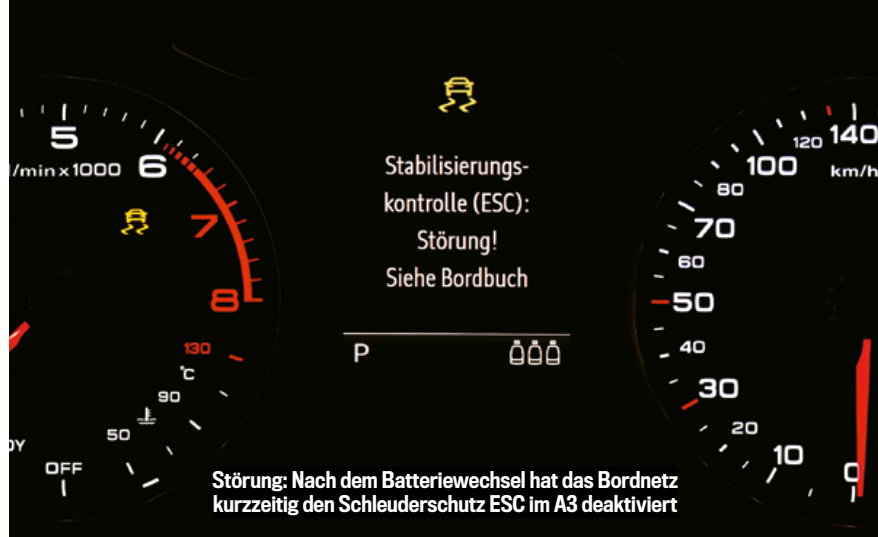 5
6
7
8
/min x 1000
130
°C
90
50
OFF
Stabilisierungs-
kontrolle (ESC):
Störung!
Siehe Bordbuch
P
140
120
100
km/h
80
70
60
50
40
30
20
10
0
Störung: Nach dem Batteriewechsel hat das Bordnetz
kurzzeitig den Schleuderschutz ESC im A3 deaktiviert